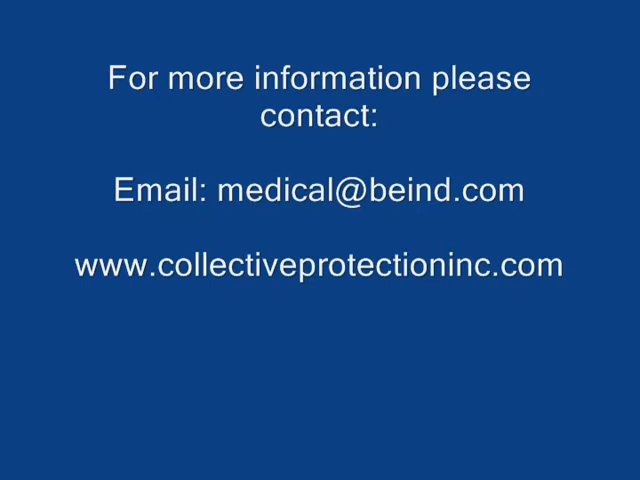 For more information please
contact:
Email: medical@beind.com
www.collectiveprotectioninc.com